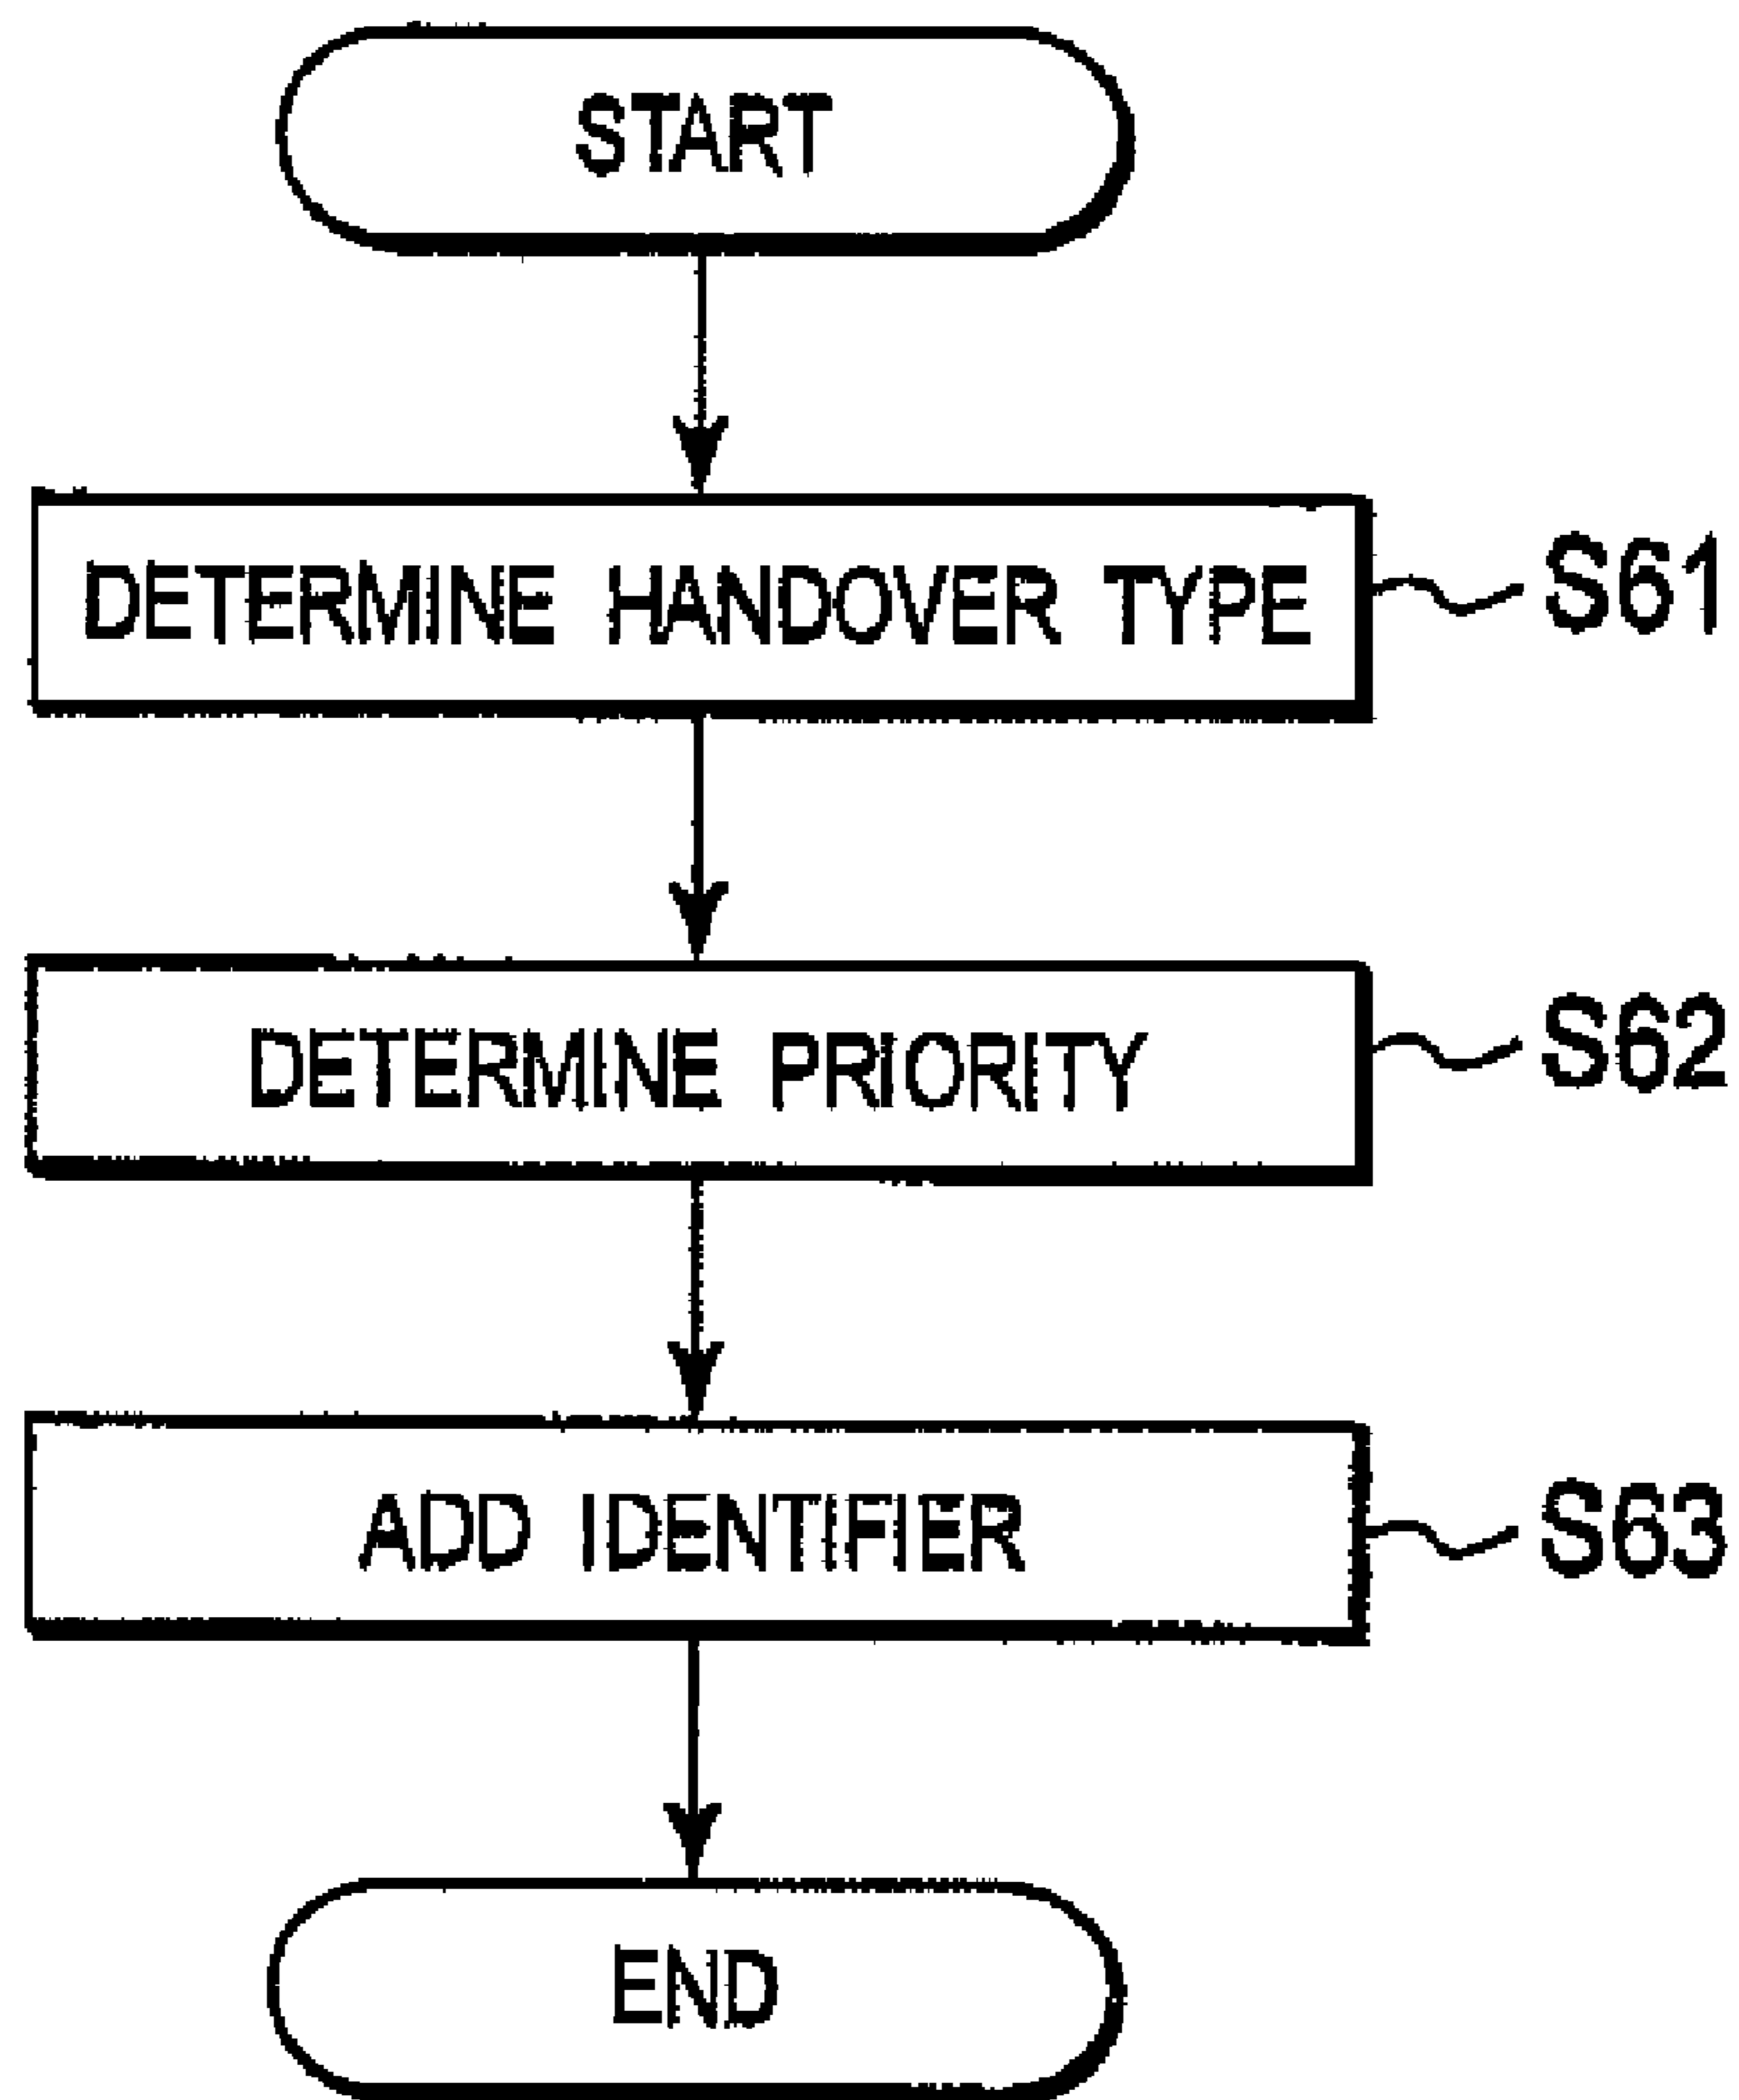 START
DETERMINE HANDOVER TYPE
S61
DETERMINE PRIORITY
S62
ADD IDENTIFIER
S63
END